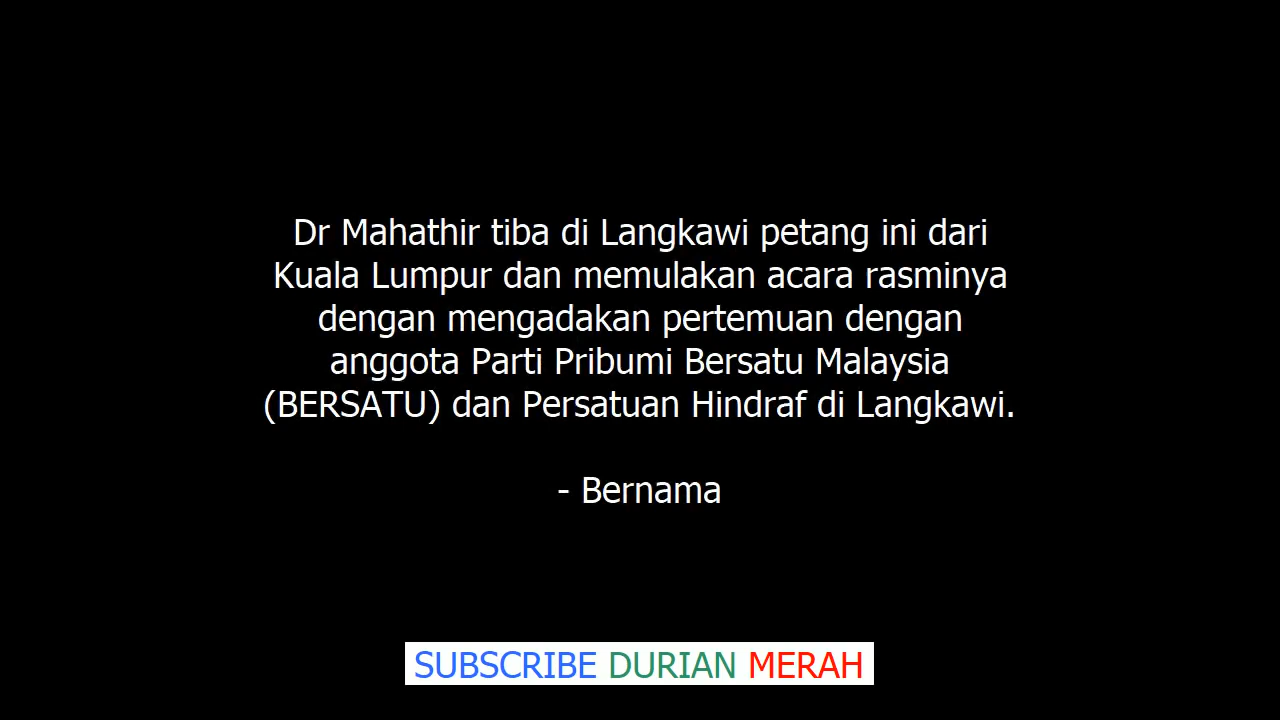 Dr Mahathir tiba di Langkawi petang ini dari
Kuala Lumpur dan memulakan acara rasminya
dengan mengadakan pertemuan dengan
anggota Parti Pribumi Bersatu Malaysia
(BERSATU) dan Persatuan Hindraf di Langkawi.
- Bernama
SUBSCRIBE DURIAN MERAH